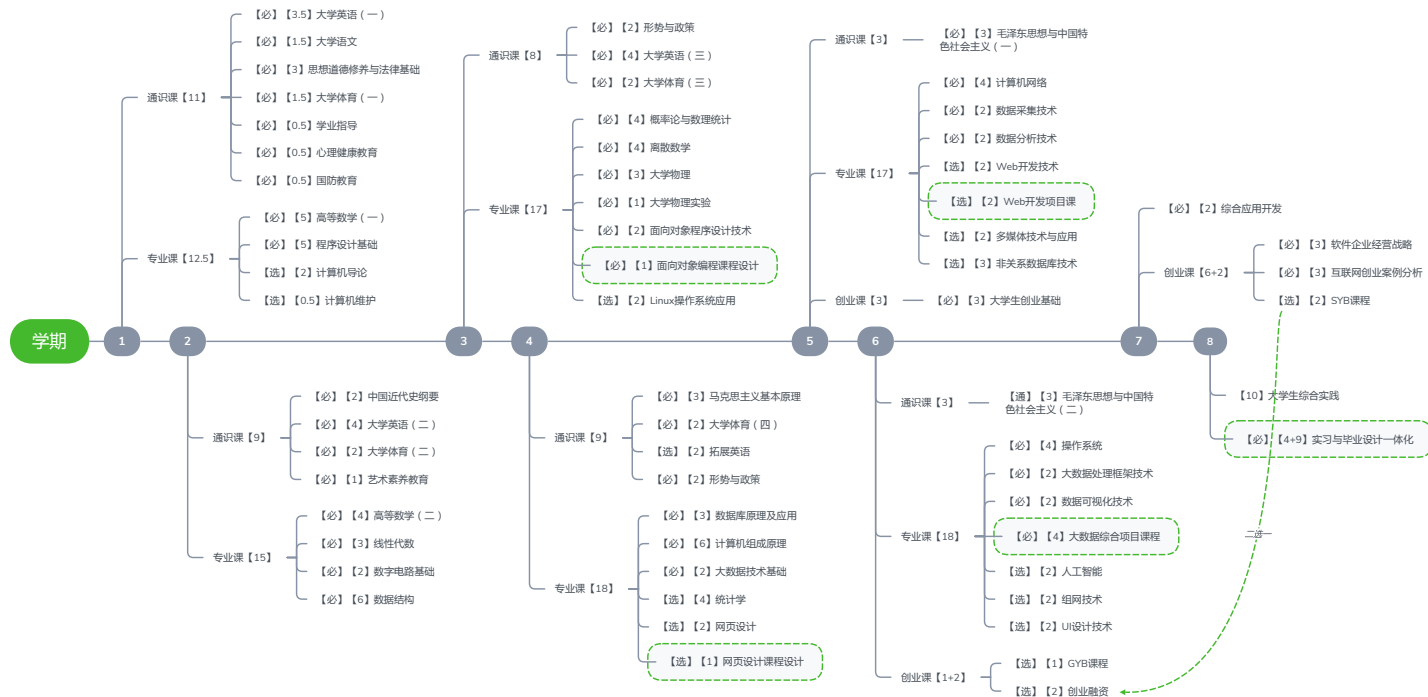 学期
1
通识课【11】
【必】【3.5】大学英语（一）
【必】【1.5】大学语文
【必】【3】思想道德修养与法律基础
【必】【1.5】大学体育（一）
【必】【0.5】学业指导
【必】【0.5】心理健康教育
【必】【0.5】国防教育
专业课【12.5】
【必】【5】高等数学（一）
【必】【5】程序设计基础
【选】【2】计算机导论
【选】【0.5】计算机维护
2
通识课【9】
【必】【2】中国近代史纲要
【必】【4】大学英语（二）
【必】【2】大学体育（二）
【必】【1】艺术素养教育
专业课【15】
【必】【4】高等数学（二）
【必】【3】线性代数
【必】【2】数字电路基础
【必】【6】数据结构
3
通识课【8】
【必】【2】形势与政策
【必】【4】大学英语（三）
【必】【2】大学体育（三）
专业课【17】
【必】【4】概率论与数理统计
【必】【4】离散数学
【必】【3】大学物理
【必】【1】大学物理实验
【必】【2】面向对象程序设计技术
【必】【1】面向对象编程课程设计
【选】【2】Linux操作系统应用
4
通识课【9】
【必】【3】马克思主义基本原理
【必】【2】大学体育（四）
【选】【2】拓展英语
【必】【2】形势与政策
专业课【18】
【必】【3】数据库原理及应用
【必】【6】计算机组成原理
【必】【2】大数据技术基础
【选】【4】统计学
【选】【2】网页设计
【选】【1】网页设计课程设计
5
通识课【3】
【必】【3】毛泽东思想与中国特
色社会主义（一）
专业课【17】
【必】【4】计算机网络
【必】【2】数据采集技术
【必】【2】数据分析技术
【选】【2】Web开发技术
【选】【2】Web开发项目课
【选】【2】多媒体技术与应用
【选】【3】非关系数据库技术
创业课【3】
【必】【3】大学生创业基础
6
通识课【3】
【通】【3】毛泽东思想与中国特
色社会主义（二）
专业课【18】
【必】【4】操作系统
【必】【2】大数据处理框架技术
【必】【2】数据可视化技术
【必】【4】大数据综合项目课程
【选】【2】人工智能
【选】【2】组网技术
【选】【2】UI设计技术
创业课【1+2】
【选】【1】GYB课程
【选】【2】创业融资
7
【必】【2】综合应用开发
创业课【6+2】
【必】【3】软件企业经营战略
【必】【3】互联网创业案例分析
【选】【2】SYB课程
二选一
8
【10】大学生综合实践
【必】【4+9】实习与毕业设计一体化